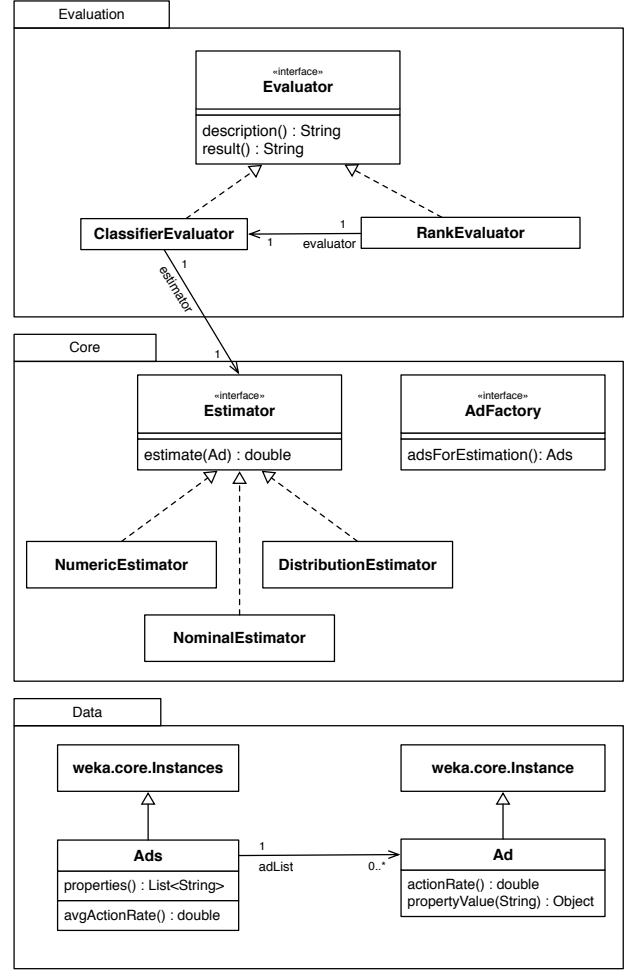 Evaluation
«interface»
Evaluator
description() : String
result() : String
ClassifierEvaluator
1
evaluator
1
RankEvaluator
1
estimator
1
Core
«interface»
Estimator
estimate(Ad) : double
«interface»
AdFactory
adsForEstimation(): Ads
NumericEstimator
DistributionEstimator
NominalEstimator
Data
weka.core.Instances
weka.core.Instance
Ads
properties() : List<String>
avgActionRate() : double
1
adList
0..*
Ad
actionRate() : double
propertyValue(String) : Object